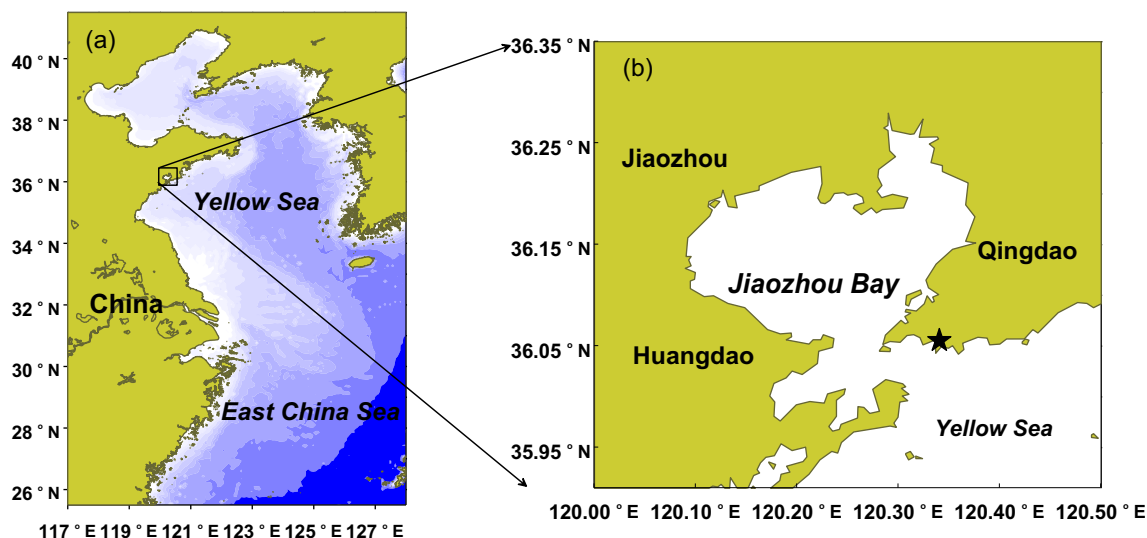 (a)
40 ° N
38 ° N
36 ° N
34 ° N
32 ° N
30 ° N
28 ° N
26 ° N
Yellow Sea
China
East China Sea
117 ° E
119 ° E
121 ° E
123 ° E
125 ° E
127 ° E
(b)
36.35 ° N
36.25 ° N
36.15 ° N
36.05 ° N
35.95 ° N
Jiaozhou
Qingdao
Jiaozhou Bay
Huangdao
Yellow Sea
120.00 ° E
120.10 ° E
120.20 ° E
120.30 ° E
120.40 ° E
120.50 ° E